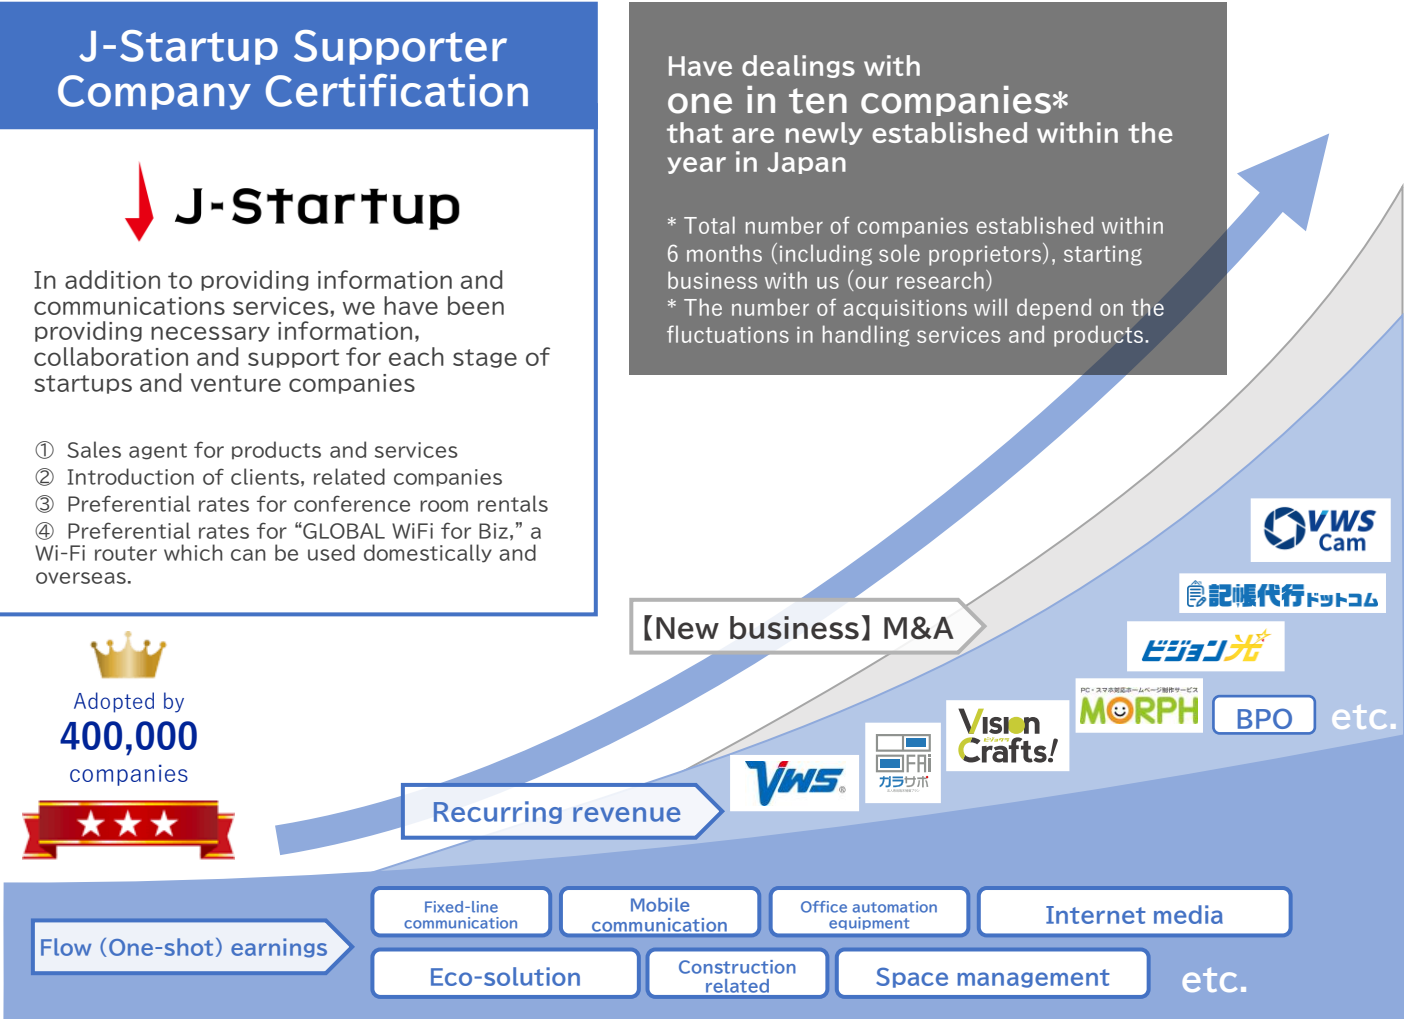 J-Startup Supporter
Company Certification
J-Startup
In addition to providing information and
communications services, we have been
providing necessary information,
collaboration and support for each stage of
startups and venture companies
① Sales agent for products and services
② Introduction of clients, related companies
③ Preferential rates for conference room rentals
④ Preferential rates for “GLOBAL WiFi for Biz,” a
Wi-Fi router which can be used domestically and
overseas.
Adopted by
400,000
companies
Have dealings with
one in ten companies*
that are newly established within the
year in Japan
* Total number of companies established within
6 months (including sole proprietors), starting
business with us (our research)
* The number of acquisitions will depend on the
fluctuations in handling services and products.
【New business】M&A
VWS
Cam
記帳代行ドットコム
ビジョン光
PC・スマホ対応ホームページ制作サービス
MORPH
BPO
etc.
Vision
ビジョクラ
Crafts!
FAi
ガラサポ
VWS®
Recurring revenue
Flow (One-shot) earnings
Fixed-line
communication
Mobile
communication
Office automation
equipment
Internet media
Eco-solution
Construction
related
Space management
etc.